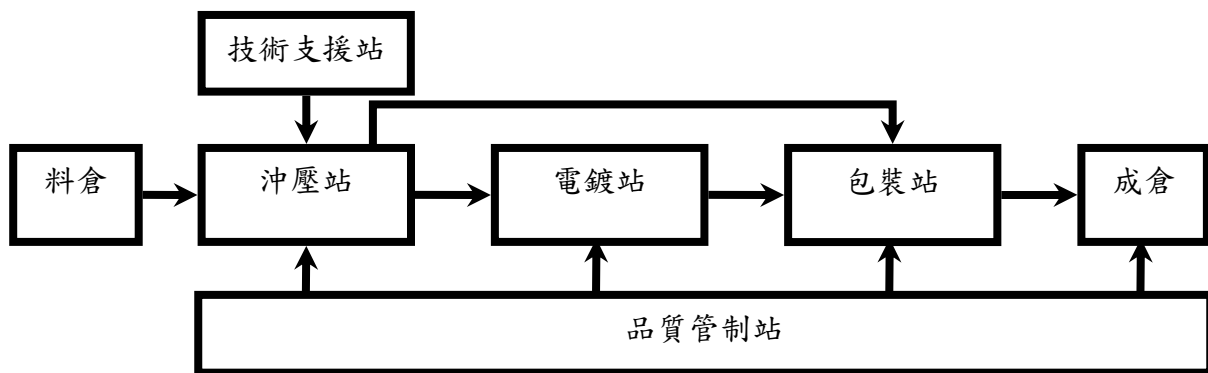 技術支援站
料倉
沖壓站
電鍍站
包裝站
成倉
品質管制站